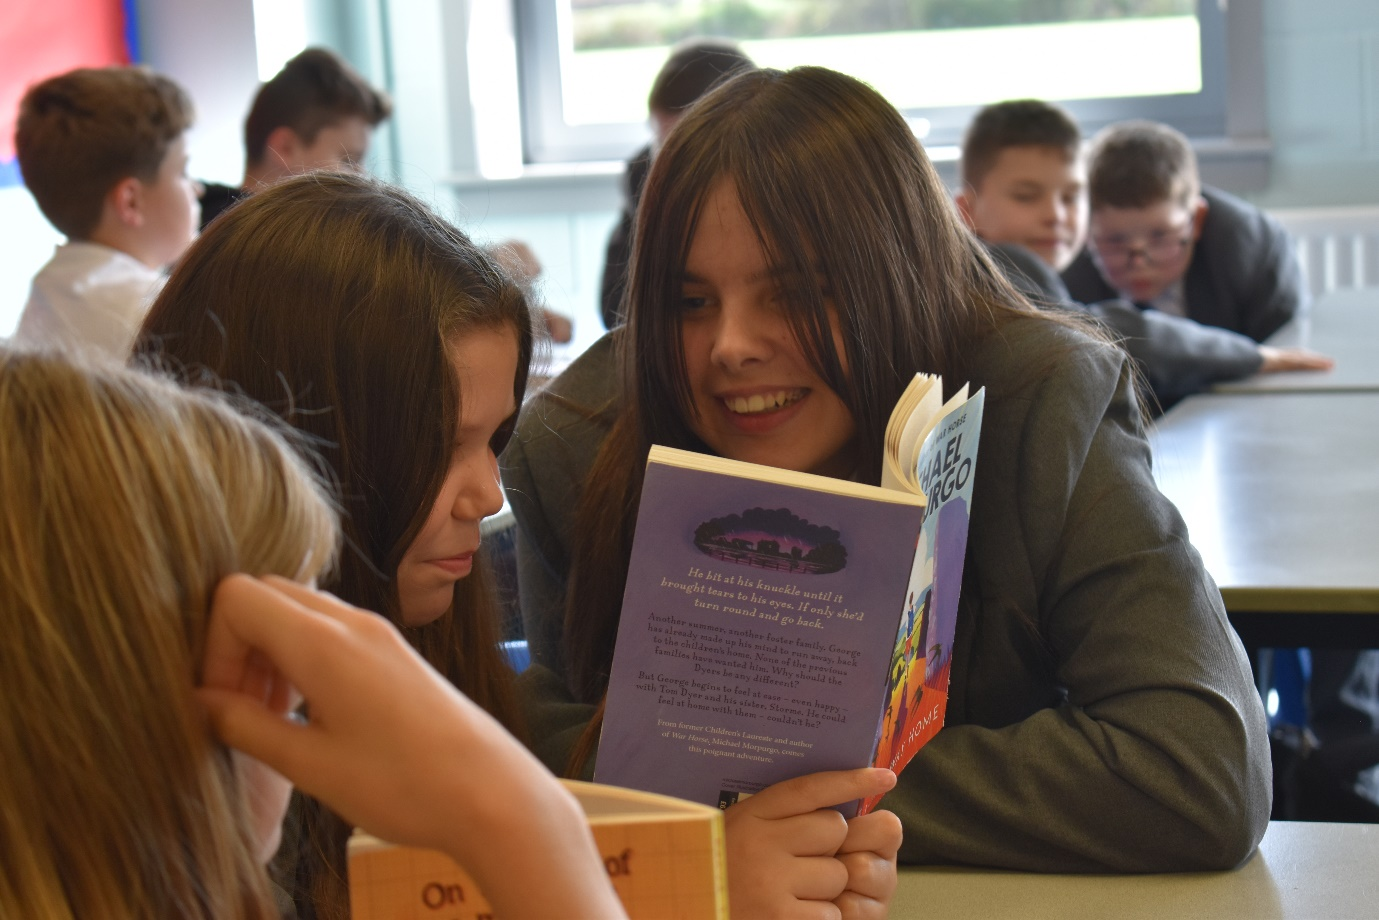 He bit at his knuckle until it
brought tears to his eyes. If only she'd
turn round and go back.
Another summer, another foster family. George
has already made up his mind to run away, back
to the children's home. None of the previous
families have wanted him. Why should the
Dyers be any different?
But George begins to feel at ease – even happy –
with Tom Dyer and his sister, Storme. He could
feel at home with them – couldn't he?
From former Children's Laureate and author
of War Horse, Michael Morpurgo, comes
this poignant adventure.
WAR HORSE
HAEL
URGO
HOME
On of